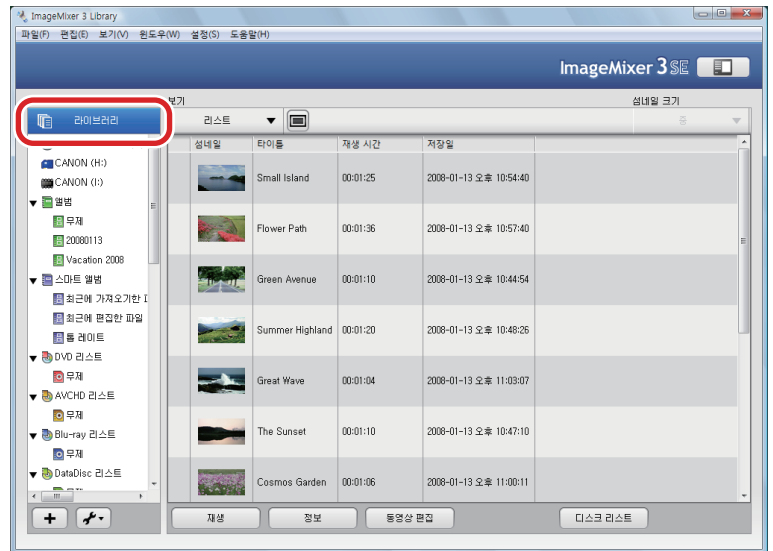 ImageMixer 3 Library
파일(F) 편집(E) 보기(V) 윈도우(W) 설정(S) 도움말(H)
ImageMixer 3 SE
보기 섬네일 크기
라이브러리 리스트 중
섬네일 타이틀 재생 시간 저장일
CANON (H:)
CANON (I:)
앨범
무제
20080113
Vacation 2008
스마트 앨범
최근에 가져오기한
최근에 편집한 파일
톱 레이트
DVD 리스트
무제
AVCHD 리스트
무제
Blu-ray 리스트
무제
DataDisc 리스트
Small Island 00:01:25 2008-01-13 오후 10:54:40
Flower Path 00:01:36 2008-01-13 오후 10:57:40
Green Avenue 00:01:10 2008-01-13 오후 10:44:54
Summer Highland 00:01:20 2008-01-13 오후 10:48:26
Great Wave 00:01:04 2008-01-13 오후 11:03:07
The Sunset 00:01:10 2008-01-13 오후 10:47:10
Cosmos Garden 00:01:06 2008-01-13 오후 11:00:11
재생 정보 동영상 편집 디스크 리스트